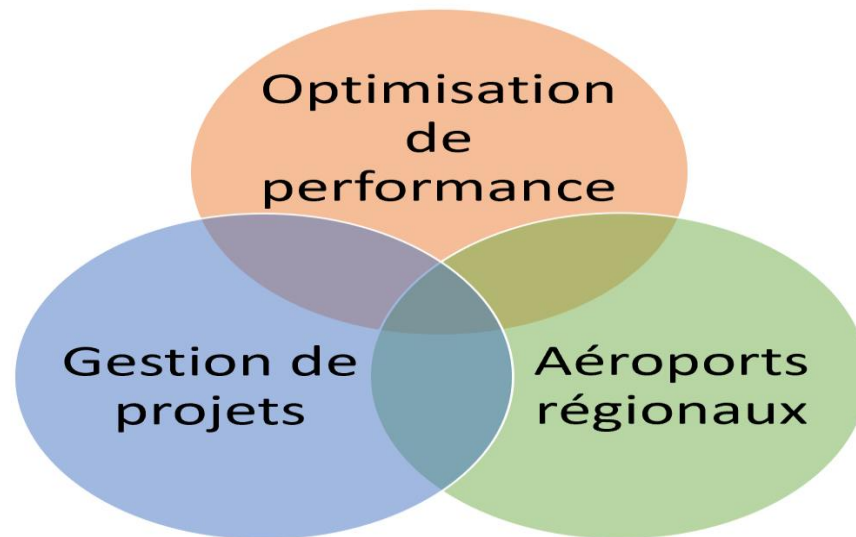 Optimisation
de
performance
Gestion de
projets
Aéroports
régionaux